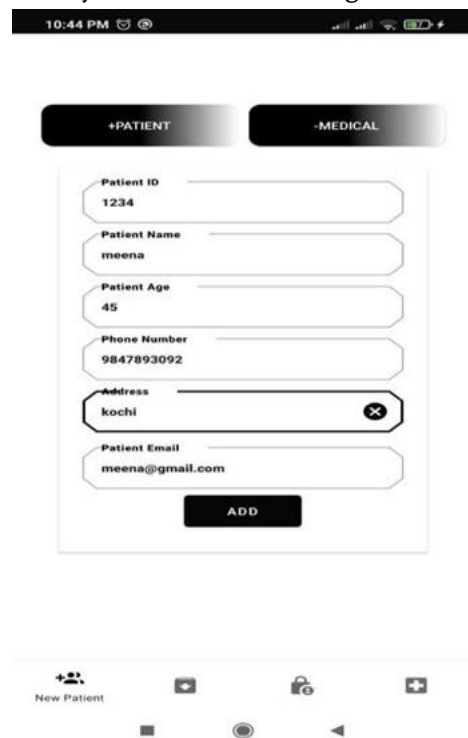 10:44 PM
+PATIENT
-MEDICAL
Patient ID
1234
Patient Name
meena
Patient Age
45
Phone Number
9847893092
Address
kochi
Patient Email
meena@gmail.com
ADD
New Patient